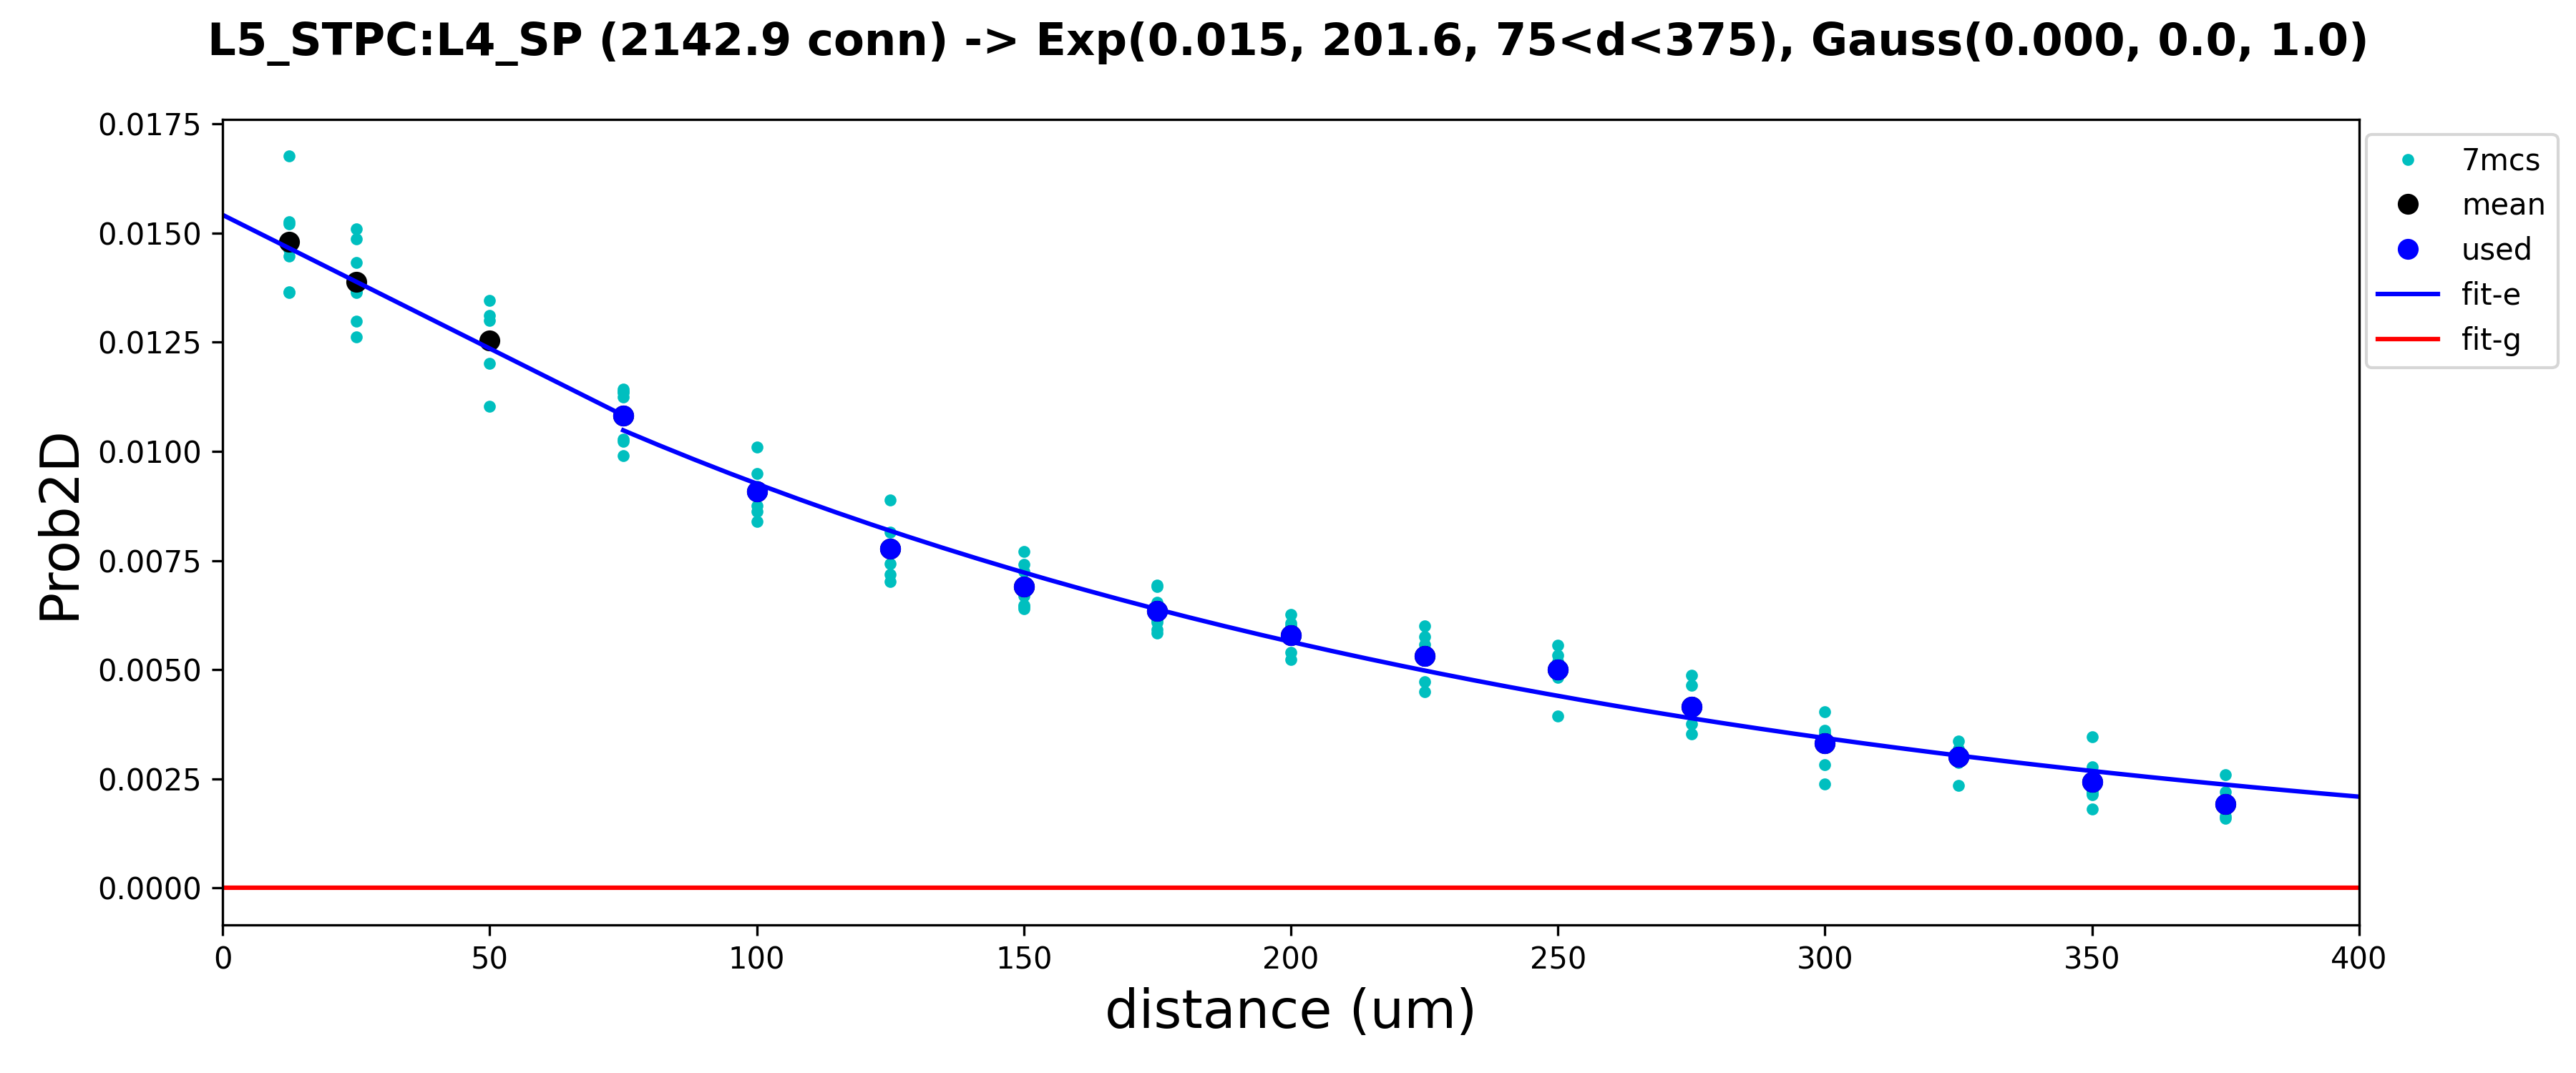 L5_STPC:L4_SP (2142.9 conn) -> Exp(0.015, 201.6, 75<d<375), Gauss(0.000, 0.0, 1.0)
0.0175
0.0150
0.0125
0.0100
0.0075
0.0050
0.0025
0.0000
Prob2D
0 50 100 150 200 250 300 350 400
distance (um)
7mcs
mean
used
fit-e
fit-g